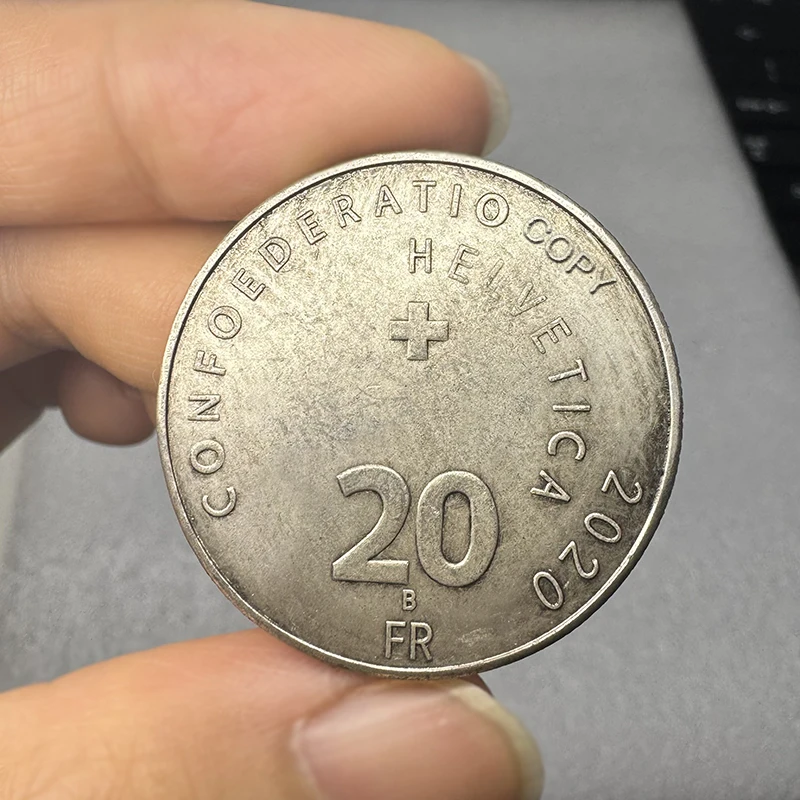 CONFOEDERATIO
COPY
HELVETICA
2020
20
B
FR